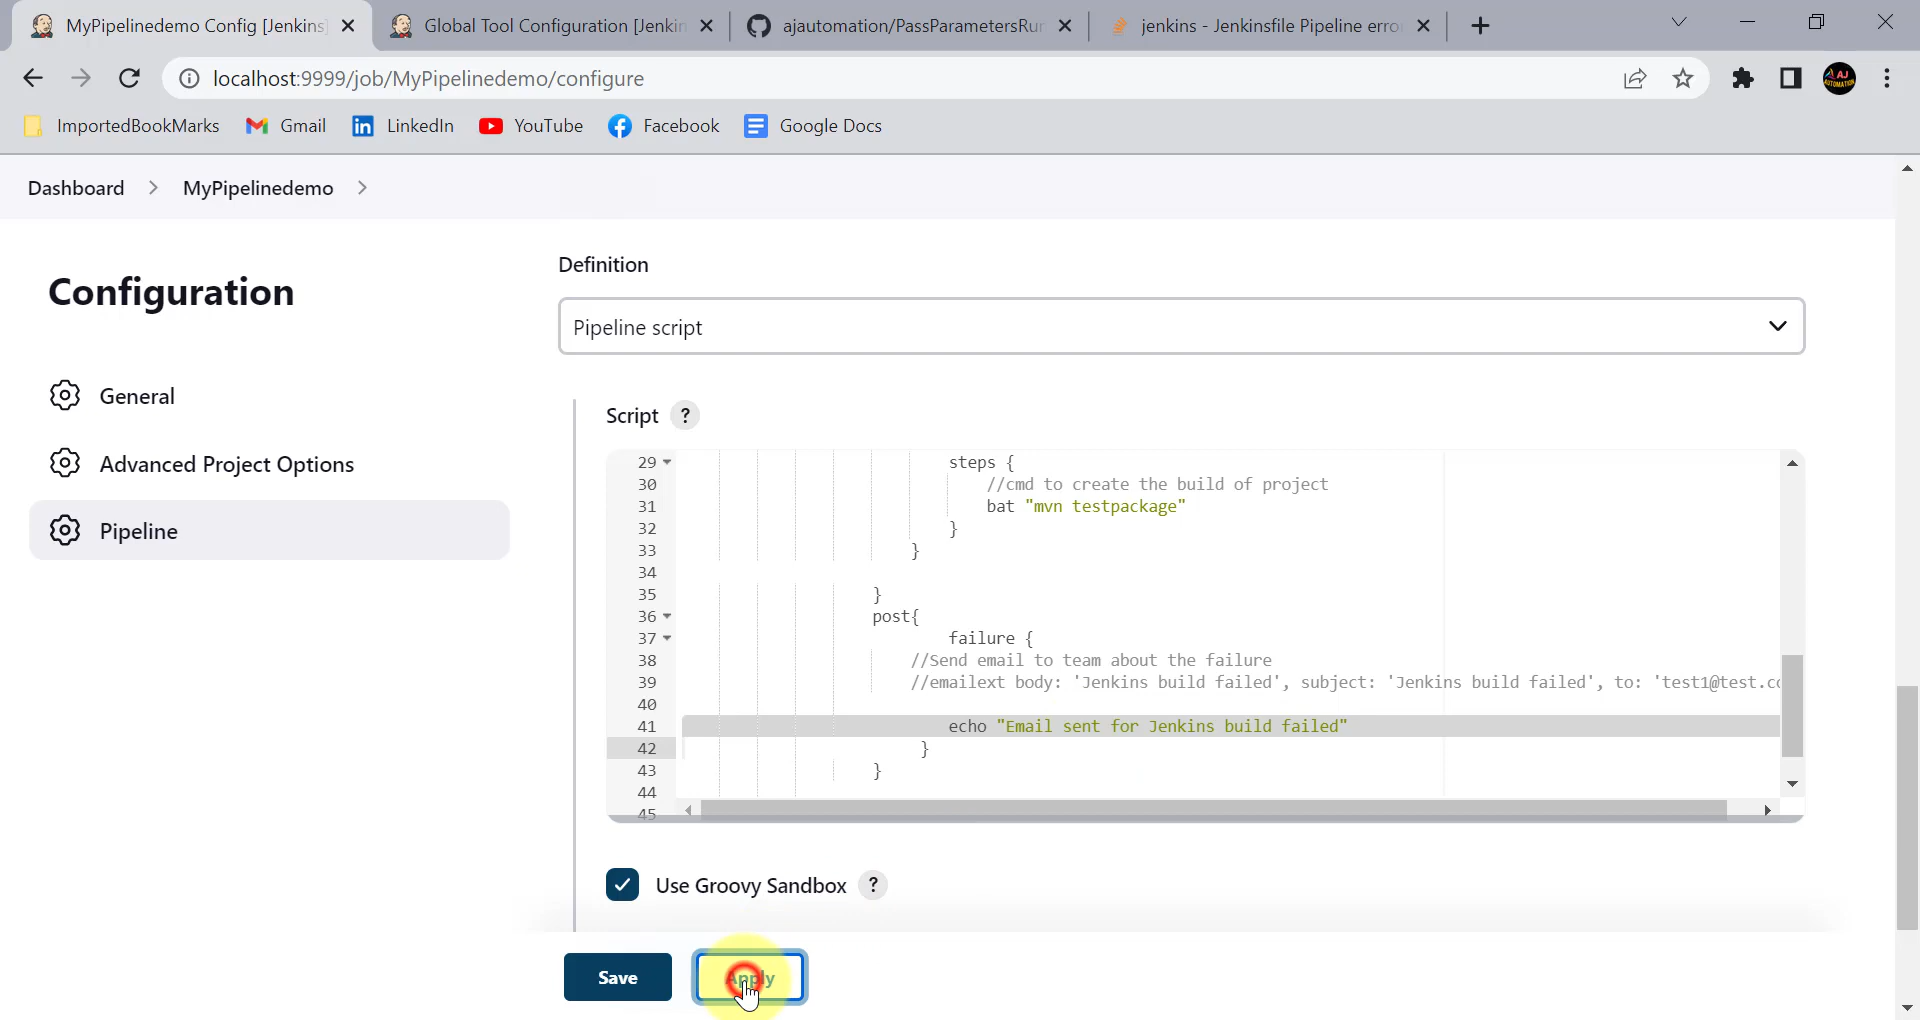 MyPipelinedemo Config [Jenkins]
Global Tool Configuration [Jenkin
ajautomation/PassParametersRun
jenkins - Jenkinsfile Pipeline erro
localhost:9999/job/MyPipelinedemo/configure
ImportedBookMarks
Gmail
LinkedIn
YouTube
Facebook
Google Docs
Dashboard > MyPipelinedemo >
Configuration
General
Advanced Project Options
Pipeline
Definition
Pipeline script
Script ?
29 steps {
30 //cmd to create the build of project
31 bat "mvn testpackage"
32 }
33 }
34
35 }
36 post{
37 failure {
38 //Send email to team about the failure
39 //emailext body: 'Jenkins build failed', subject: 'Jenkins build failed', to: 'test1@test.co
40
41 echo "Email sent for Jenkins build failed"
42 }
43 }
44
45
Use Groovy Sandbox ?
Save
Apply